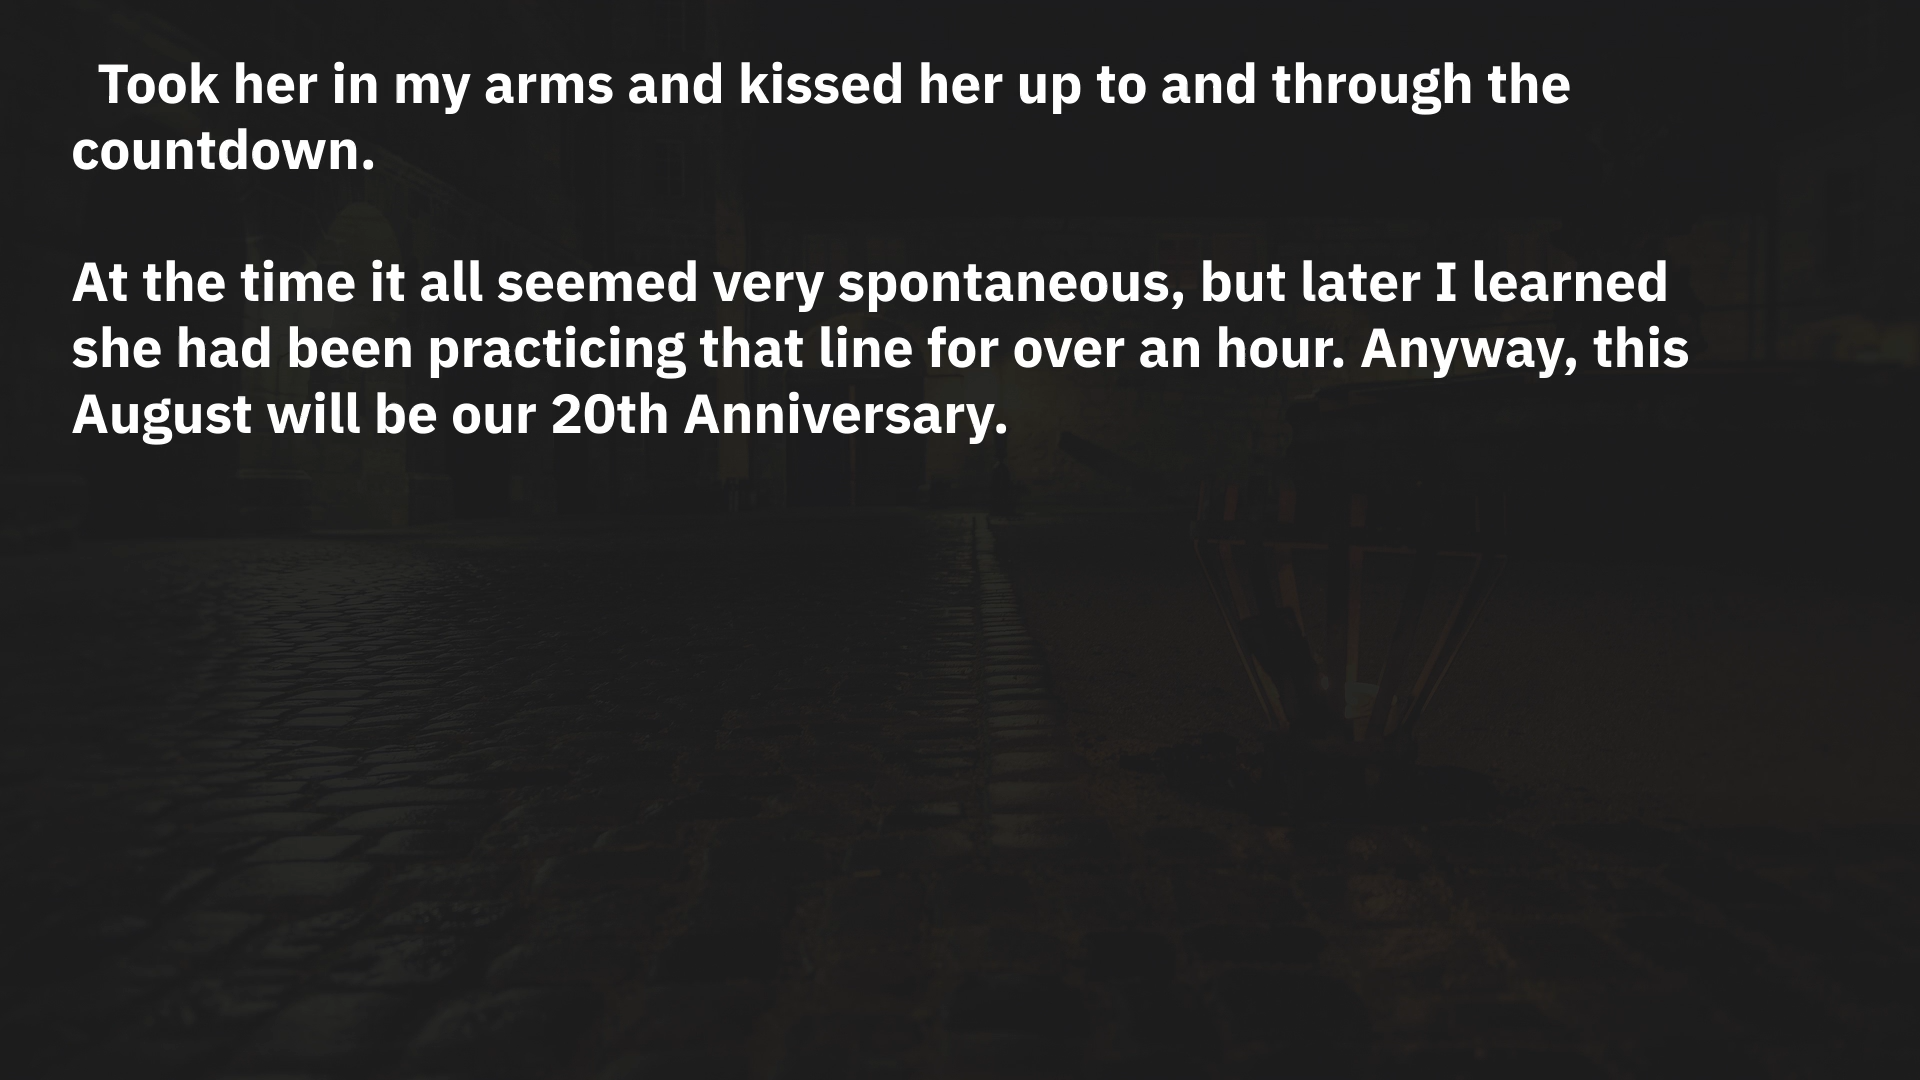 Took her in my arms and kissed her up to and through the
countdown.
At the time it all seemed very spontaneous, but later I learned
she had been practicing that line for over an hour. Anyway, this
August will be our 20th Anniversary.